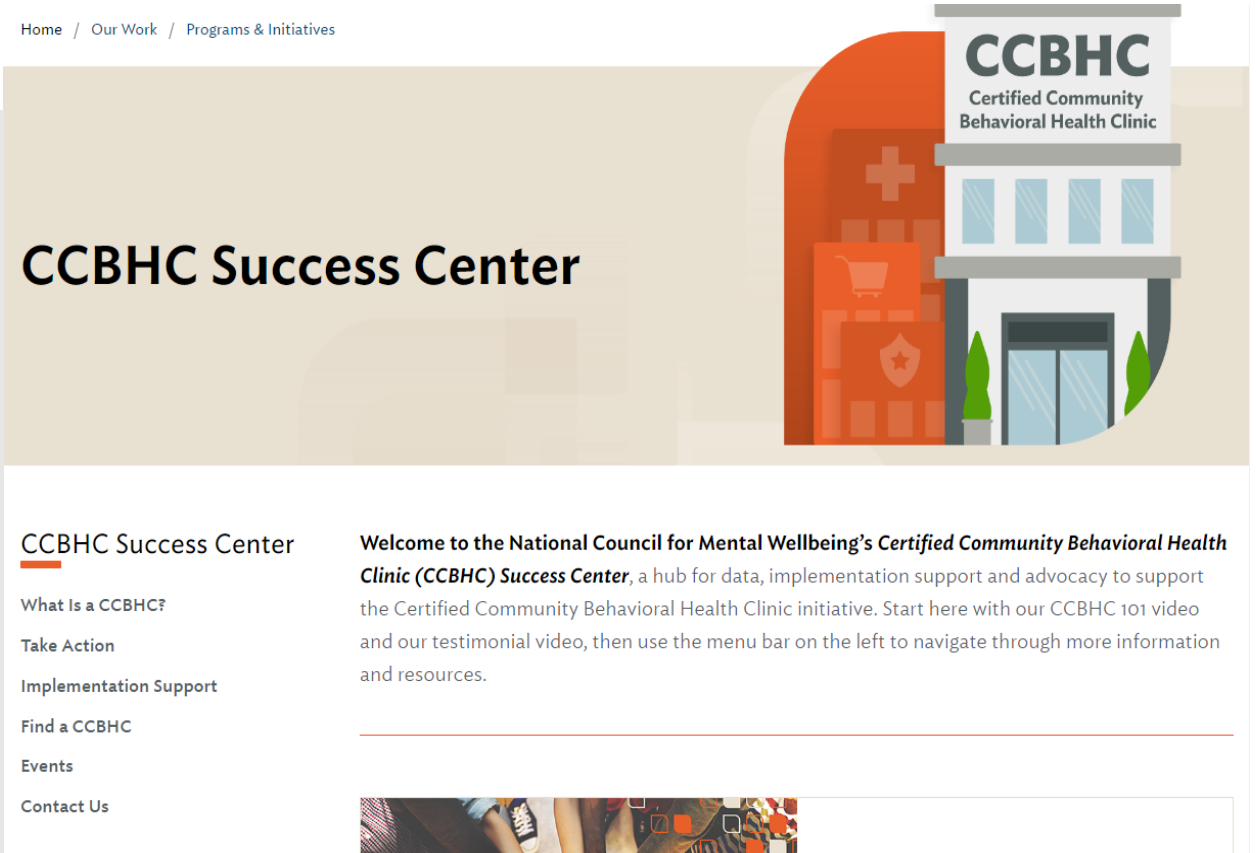 Home / Our Work / Programs & Initiatives
CCBHC
Certified Community
Behavioral Health Clinic
CCBHC Success Center
CCBHC Success Center
What Is a CCBHC?
Take Action
Implementation Support
Find a CCBHC
Events
Contact Us
Welcome to the National Council for Mental Wellbeing’s Certified Community Behavioral Health
Clinic (CCBHC) Success Center, a hub for data, implementation support and advocacy to support
the Certified Community Behavioral Health Clinic initiative. Start here with our CCBHC 101 video
and our testimonial video, then use the menu bar on the left to navigate through more information
and resources.